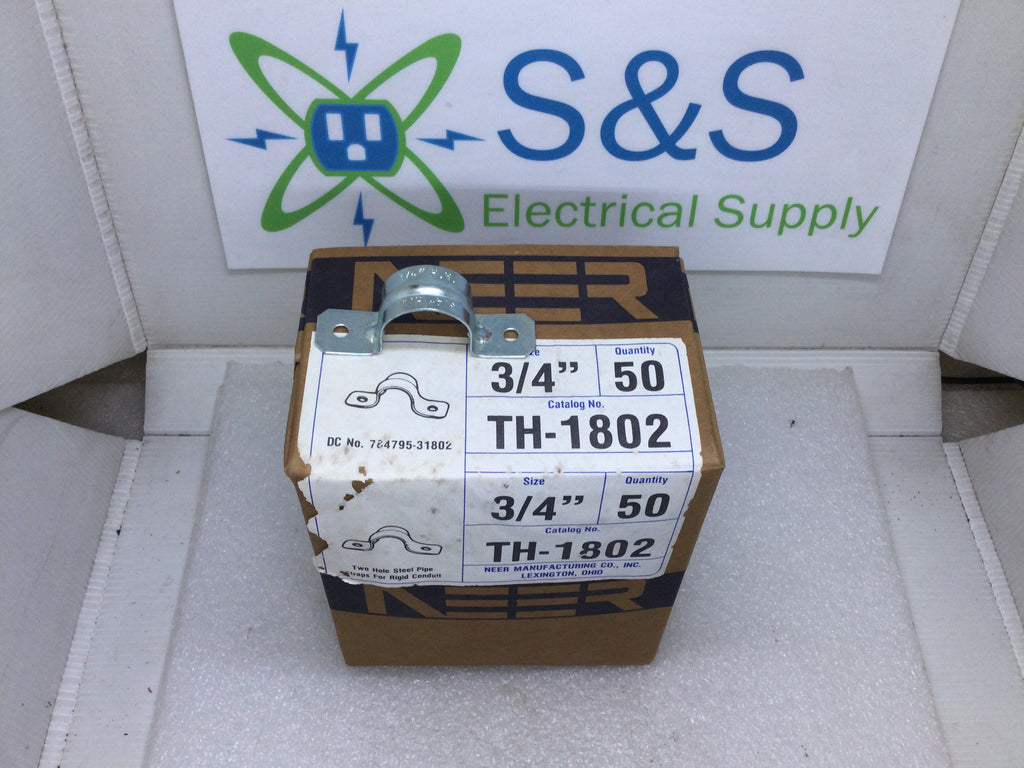 S&S
Electrical Supply
NEER
3/4"
Quantity
3/4” 50
Catalog No.
DC No. 784795-31802
TH-1802
Size Quantity
3/4” 50
Catalog No.
TH-1802
Two Hole Steel Pipe
Straps For Rigid Conduit
NEER MANUFACTURING CO., INC.
LEXINGTON, OHIO
NEER